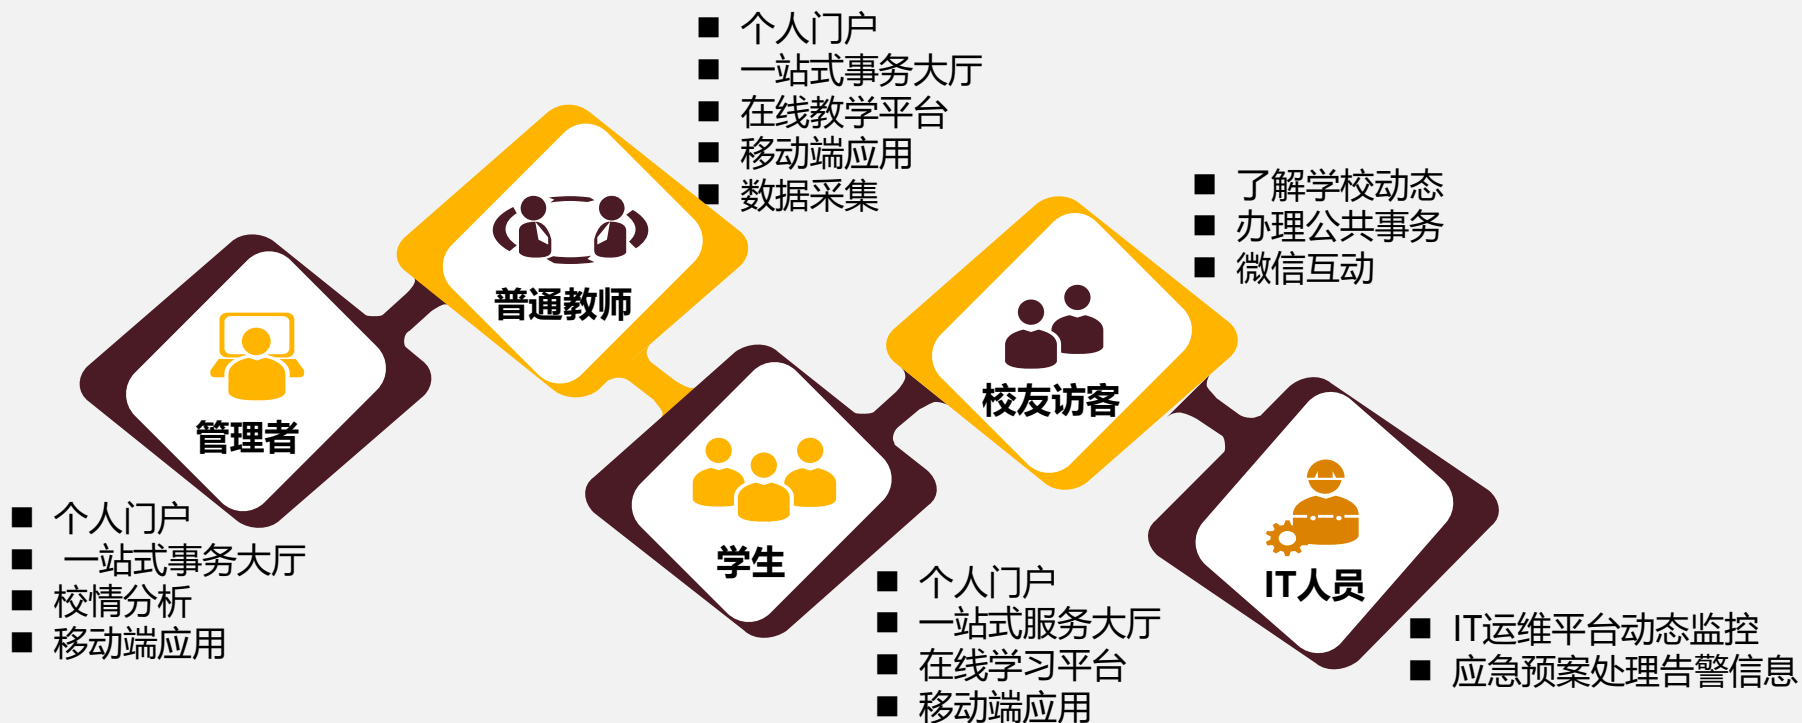 ■ 个人门户
■ 一站式事务大厅
■ 在线教学平台
■ 移动端应用
■ 数据采集
普通教师
■ 了解学校动态
■ 办理公共事务
■ 微信互动
校友访客
管理者
■ 个人门户
■ 一站式事务大厅
■ 校情分析
■ 移动端应用
学生
■ 个人门户
■ 一站式服务大厅
■ 在线学习平台
■ 移动端应用
IT人员
■ IT运维平台动态监控
■ 应急预案处理告警信息